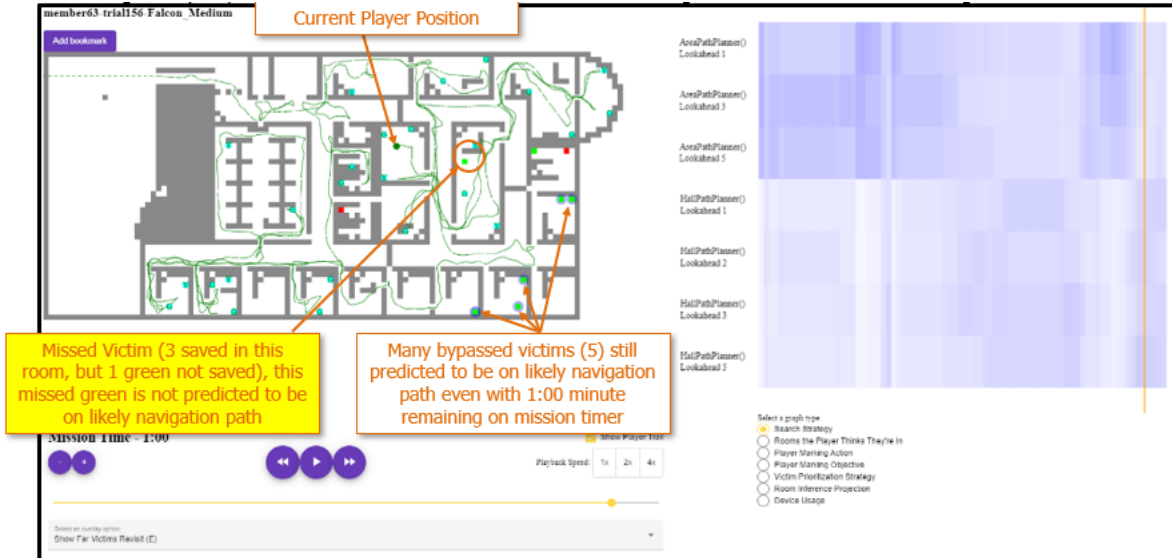 member63-trial156-Falcon_Medium
Current Player Position
Add bookmark
Missed Victim (3 saved in this
room, but 1 green not saved), this
missed green is not predicted to be
on likely navigation path
Many bypassed victims (5) still
predicted to be on likely navigation
path even with 1:00 minute
remaining on mission timer
Mission Time - 1:00
Show Player Trail
-
+
Playback Speed:
1x
2x
4x
Select an overlay option:
Show Far Victims Revisit (E)
AreaPathPlanner()
Lookahead 1
AreaPathPlanner()
Lookahead 3
AreaPathPlanner()
Lookahead 5
HallPathPlanner()
Lookahead 1
HallPathPlanner()
Lookahead 2
HallPathPlanner()
Lookahead 3
HallPathPlanner()
Lookahead 5
Select a graph type
Search Strategy
Rooms the Player Thinks They're In
Player Marking Action
Player Marking Objective
Victim Prioritization Strategy
Room Inference Projection
Device Usage